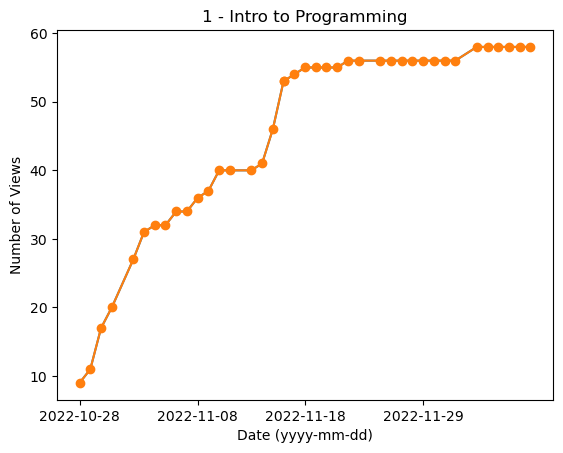 1 - Intro to Programming
60
50
40
30
20
10
Number of Views
2022-10-28 2022-11-08 2022-11-18 2022-11-29
Date (yyyy-mm-dd)